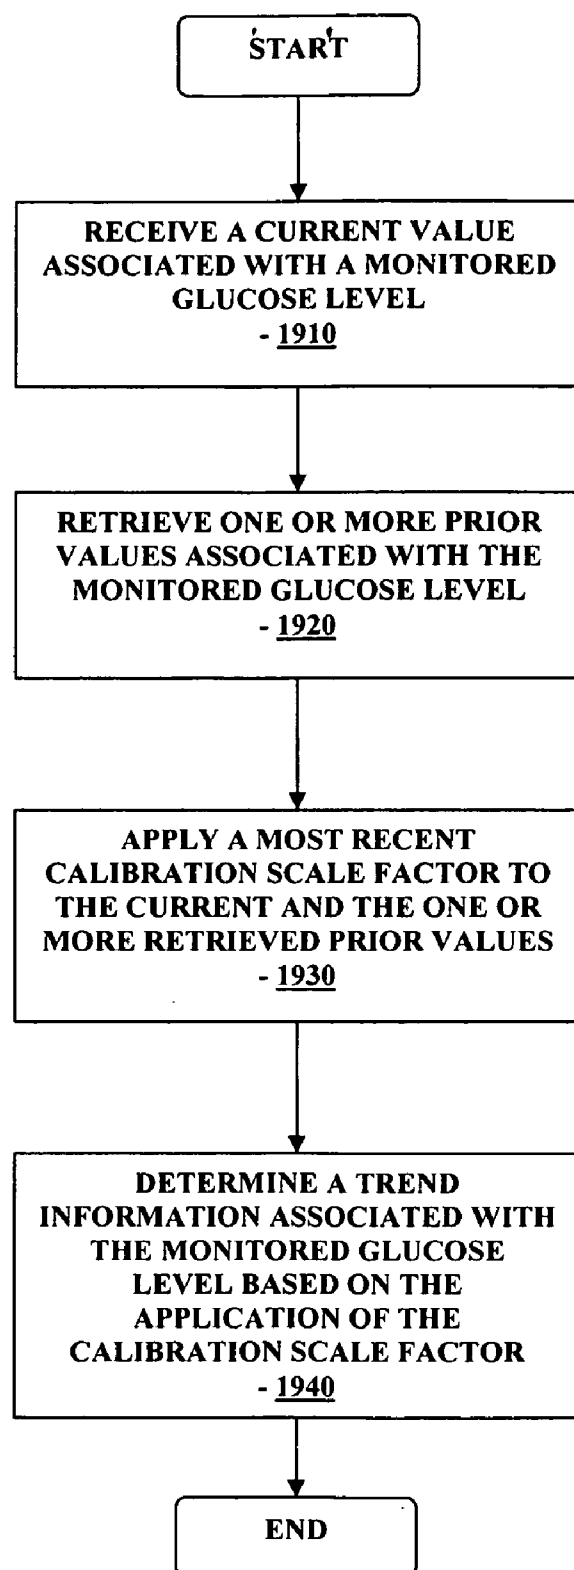 START
RECEIVE A CURRENT VALUE
ASSOCIATED WITH A MONITORED
GLUCOSE LEVEL
- 1910
RETRIEVE ONE OR MORE PRIOR
VALUES ASSOCIATED WITH THE
MONITORED GLUCOSE LEVEL
- 1920
APPLY A MOST RECENT
CALIBRATION SCALE FACTOR TO
THE CURRENT AND THE ONE OR
MORE RETRIEVED PRIOR VALUES
- 1930
DETERMINE A TREND
INFORMATION ASSOCIATED WITH
THE MONITORED GLUCOSE
LEVEL BASED ON THE
APPLICATION OF THE
CALIBRATION SCALE FACTOR
- 1940
END